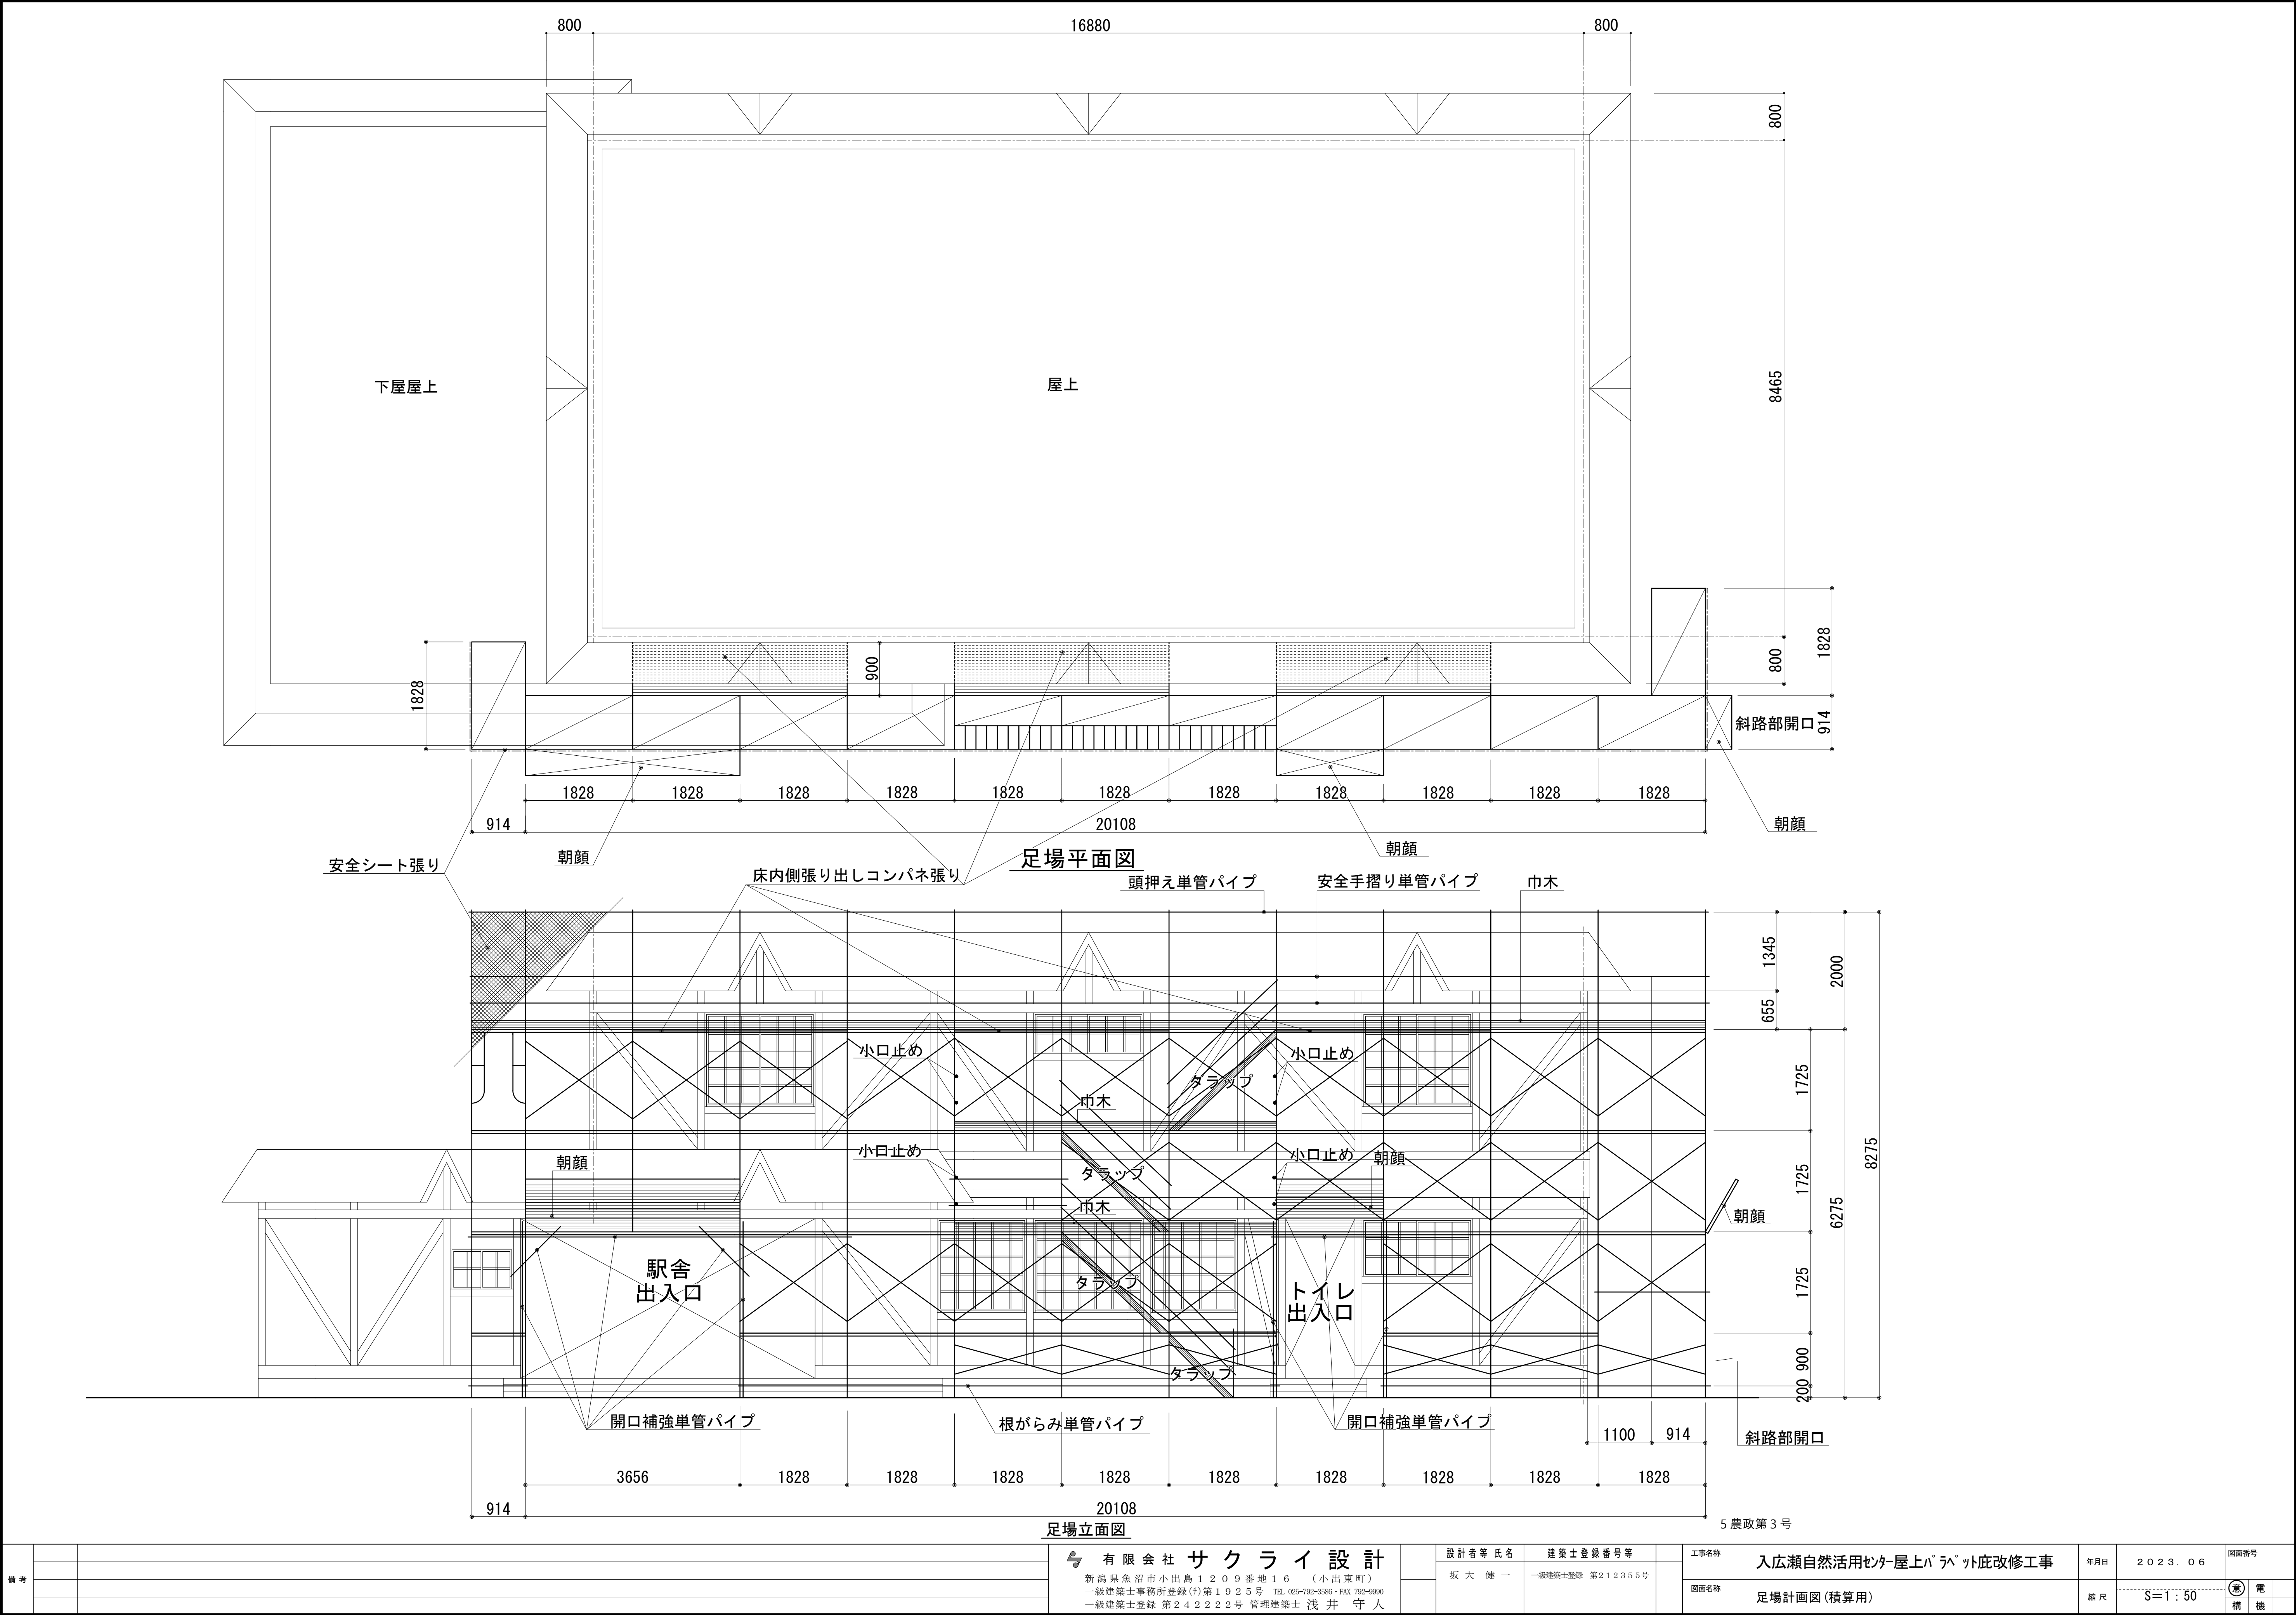 800
16880
800
800
8465
800
下屋屋上
屋上
1828
900
1828
914
斜路部開口
1828 1828 1828 1828 1828 1828 1828 1828 1828 1828 1828
914
20108
朝顔
安全シート張り
朝顔
足場平面図
朝顔
床内側張り出しコンパネ張り
頭押え単管パイプ
安全手摺り単管パイプ
巾木
1345
2000
655
小口止め
小口止め
タラップ
1725
巾木
小口止め
小口止め
朝顔
朝顔
タラップ
1725
8275
巾木
6275
朝顔
駅舎
出入口
タラップ
トイレ
出入口
1725
タラップ
900
200
開口補強単管パイプ
根がらみ単管パイプ
開口補強単管パイプ
1100
914
斜路部開口
3656 1828 1828 1828 1828 1828 1828 1828 1828 1828
914
20108
足場立面図
5農政第3号
備考
有限会社 サクライ設計
新潟県魚沼市小出島1209番地16 (小出東町)
一級建築士事務所登録(チ)第1925号 TEL 025-792-3586・FAX 792-9990
一級建築士登録 第242222号 管理建築士 浅井 守人
設計者等 氏名
建築士登録番号等
坂大 健一
一級建築士登録 第212355号
工事名称
入広瀬自然活用ｾﾝﾀｰ屋上ﾊﾟﾗﾍﾟｯﾄ庇改修工事
年月日
2023.06
図面番号
図面名称
足場計画図(積算用)
縮尺
S=1:50
意 電
構 機